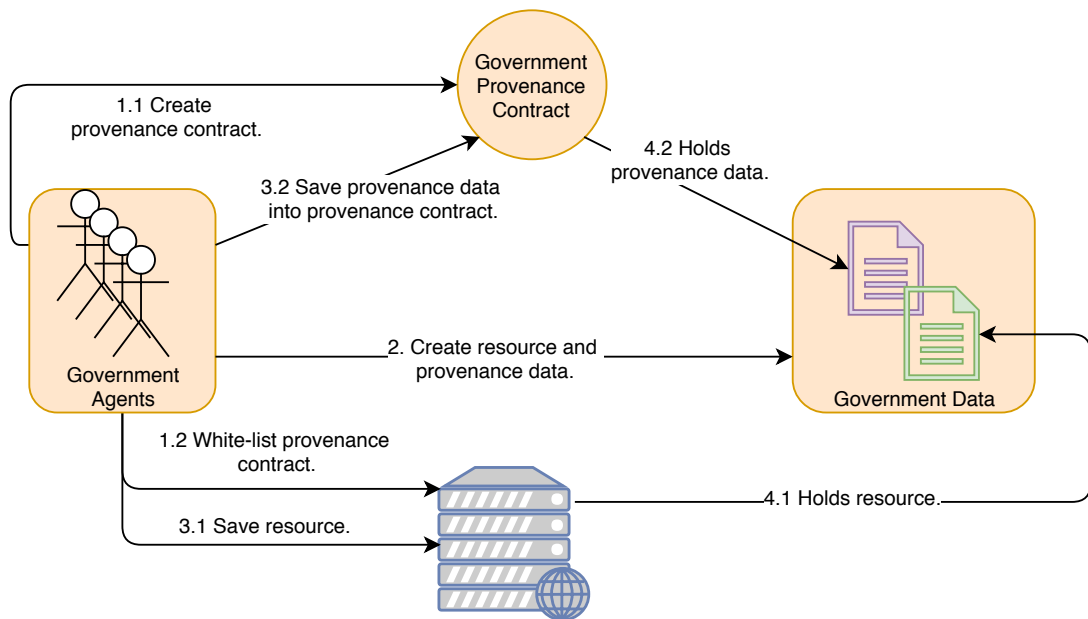 Government
Provenance
Contract
1.1 Create
provenance contract.
4.2 Holds
provenance data.
3.2 Save provenance data
into provenance contract.
2. Create resource and
provenance data.
Government
Agents
Government Data
1.2 White-list provenance
contract.
4.1 Holds resource.
3.1 Save resource.